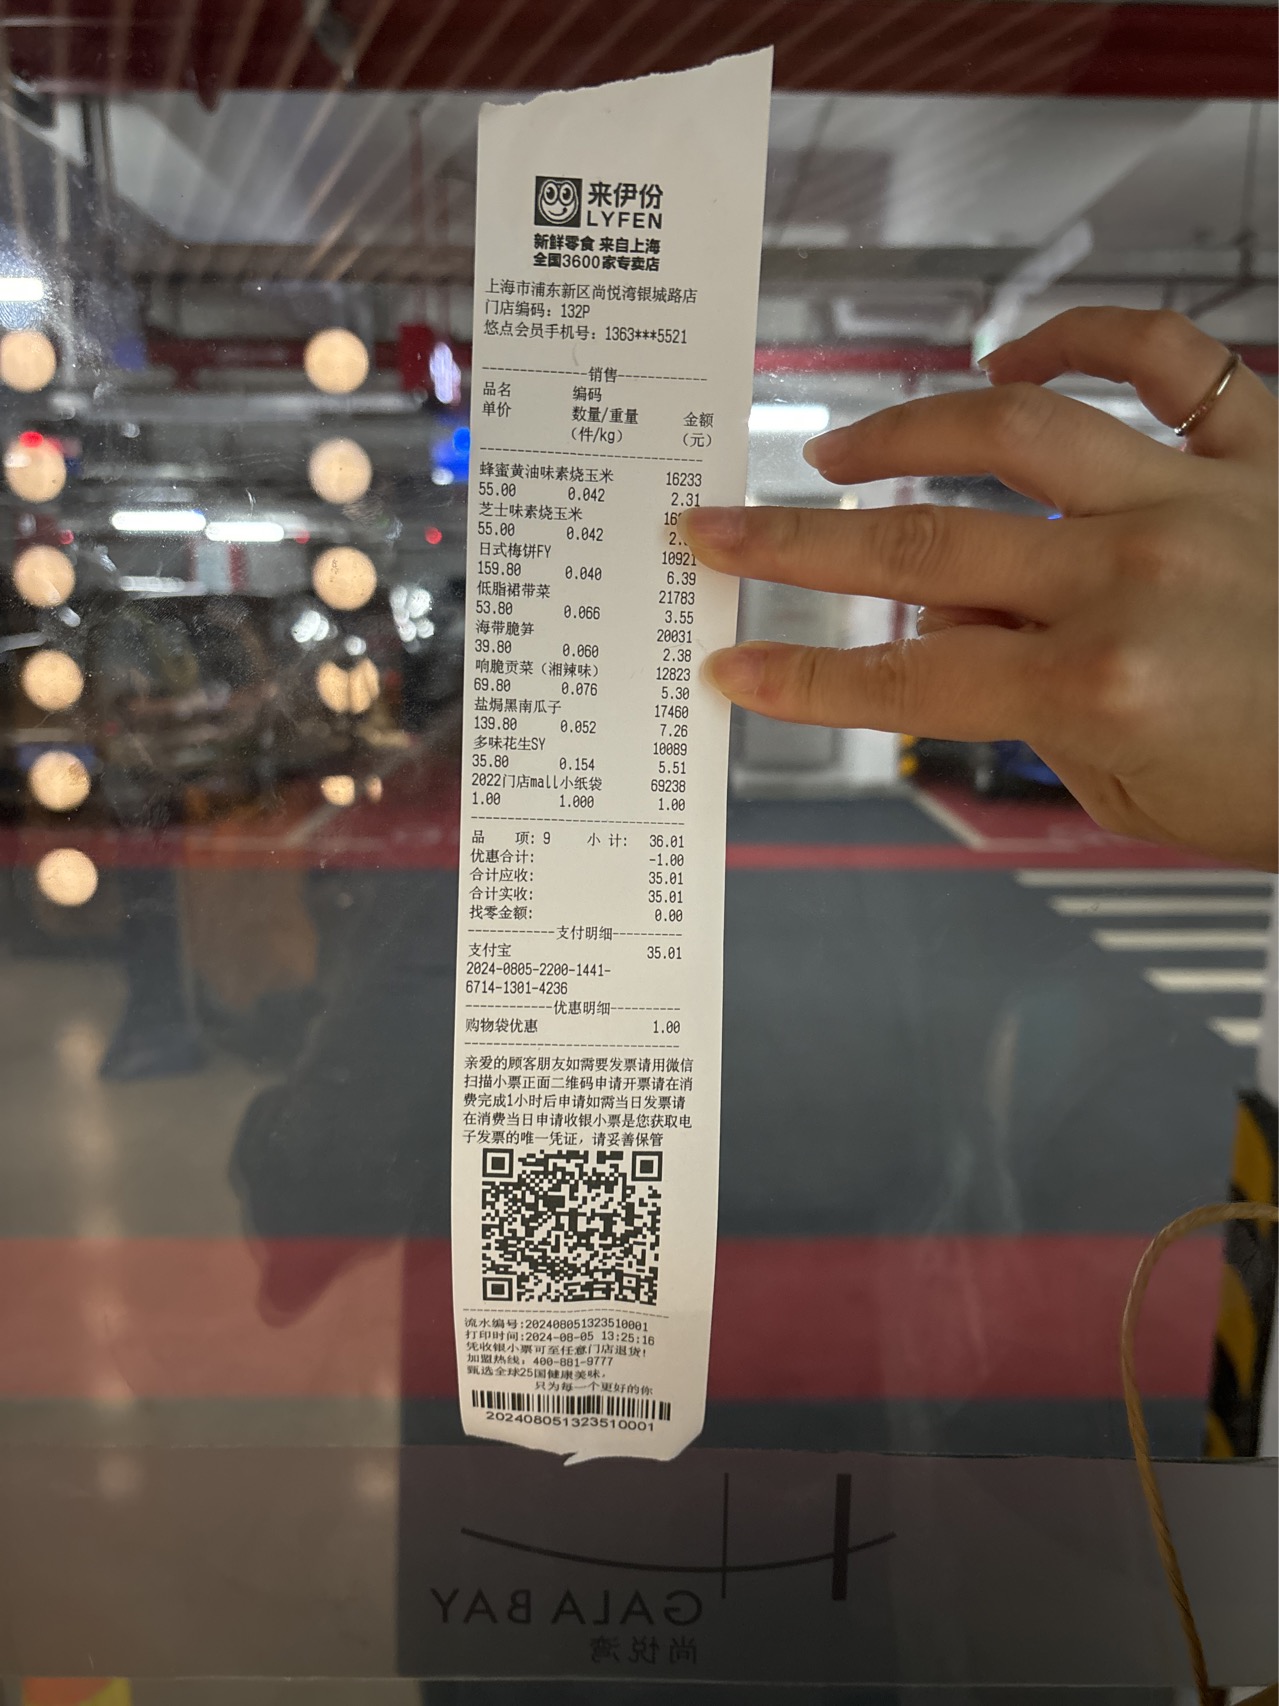 来伊份
LYFEN
新鲜零食 来自上海
全国3600家专卖店
上海市浦东新区尚悦湾银城路店
门店编码：132P
悠点会员手机号：1363***5521
--------------销售------------
品名 编码
单价 数量/重量 金额
（件/kg） （元）
蜂蜜黄油味素烧玉米 16233
55.00 0.042 2.31
芝士味素烧玉米
55.00 0.042
日式梅饼FY 10921
159.80 0.040 6.39
低脂裙带菜 21783
53.80 0.066 3.55
海带脆笋 20031
39.80 0.060 2.38
响脆贡菜（湘辣味） 12823
69.80 0.076 5.30
盐焗黑南瓜子 17460
139.80 0.052 7.26
多味花生SY 10089
35.80 0.154 5.51
2022门店mall小纸袋 69238
1.00 1.000 1.00
品 项: 9 小 计: 36.01
优惠合计: -1.00
合计应收: 35.01
合计实收: 35.01
找零金额: 0.00
------------支付明细----------
支付宝 35.01
2024-0805-2200-1441-
6714-1301-4236
------------优惠明细----------
购物袋优惠 1.00
亲爱的顾客朋友如需要发票请用微信
扫描小票正面二维码申请开票请在消
费完成1小时后申请如需当日发票请
在消费当日申请收银小票是您获取电
子发票的唯一凭证，请妥善保管
流水编号:202408051323510001
打印时间:2024-08-05 13:25:16
凭收银小票可至任意门店退货!
加盟热线：400-881-9777
甄选全球25国健康美味，
只为每一个更好的你
202408051323510001
GALA BAY
尚悦湾